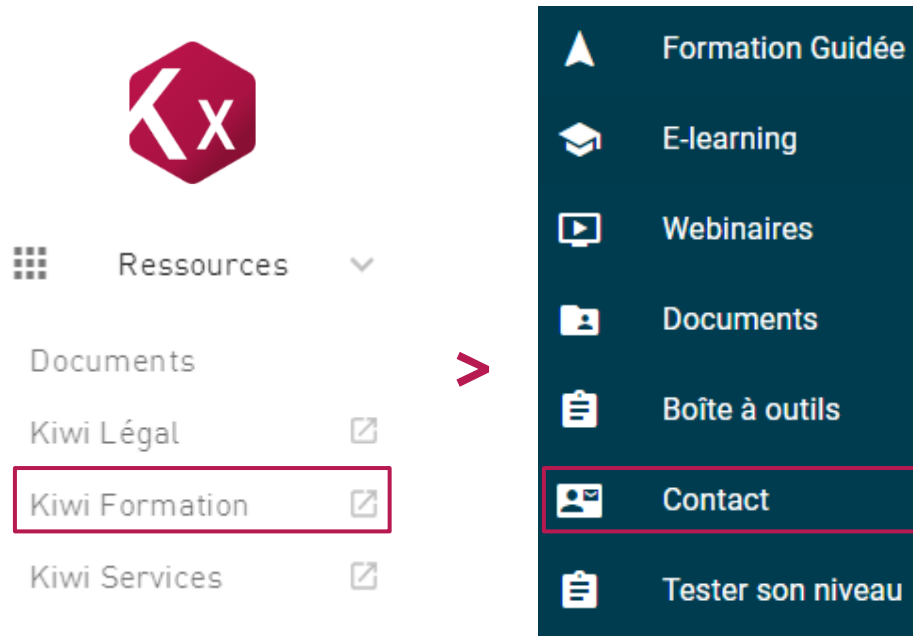 Kx
Ressources
Documents
Kiwi Légal
Kiwi Formation
Kiwi Services
>
Formation Guidée
E-learning
Webinaires
Documents
Boîte à outils
Contact
Tester son niveau